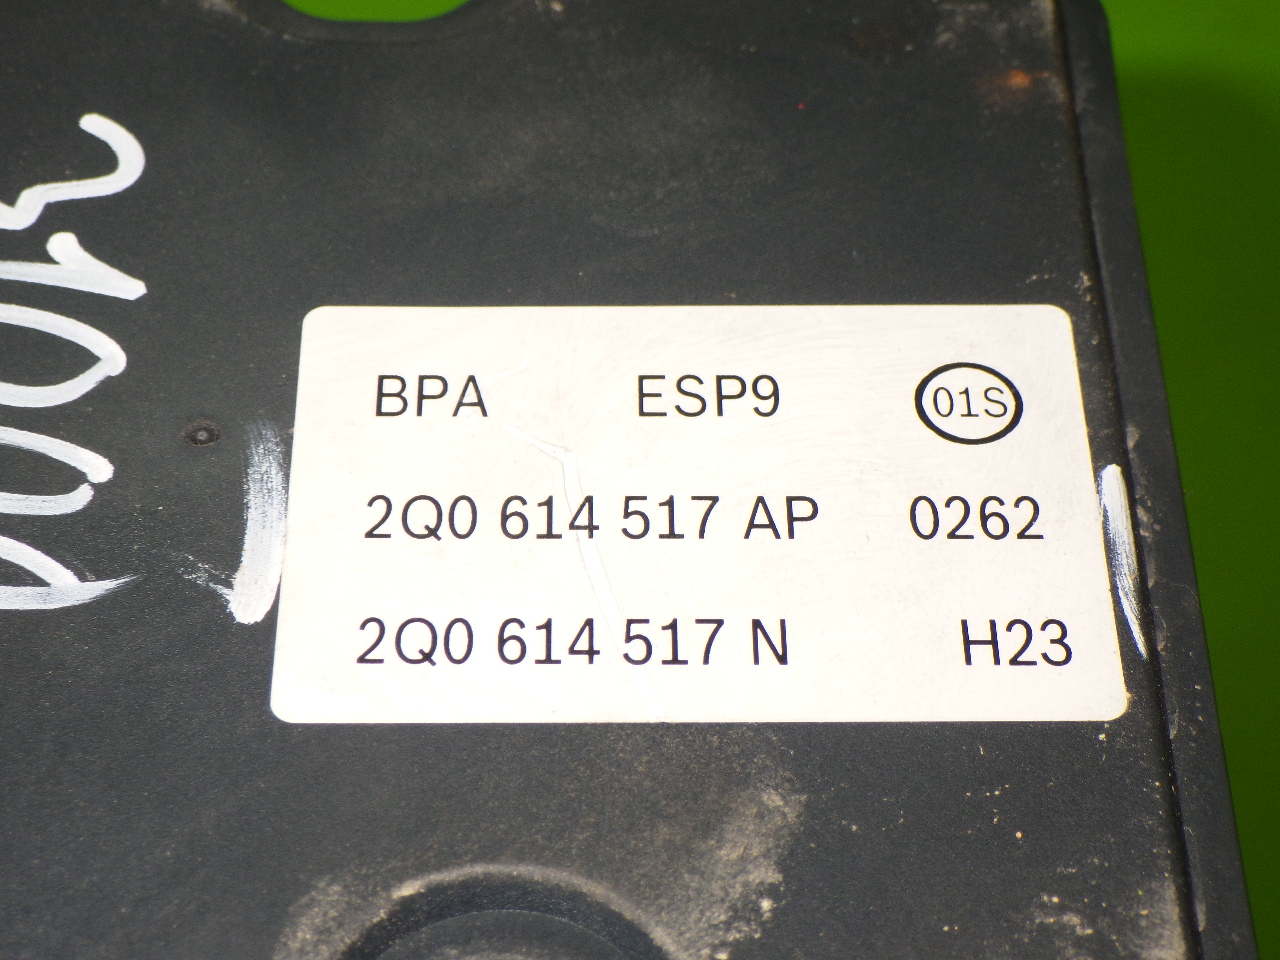 BPA ESP9 01S
2Q0 614 517 AP 0262
2Q0 614 517 N H23